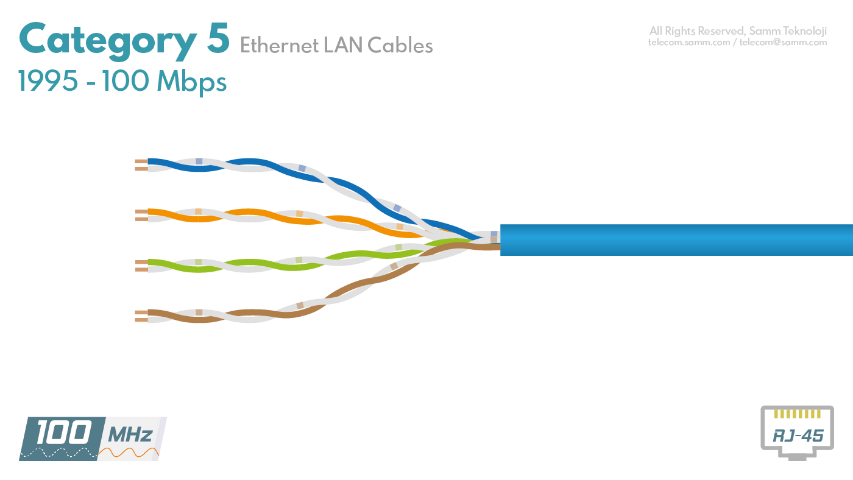 Category 5 Ethernet LAN Cables
1995 - 100 Mbps
All Rights Reserved, Samm Teknoloji
telecom.samm.com / telecom@samm.com
100 MHz
RJ-45